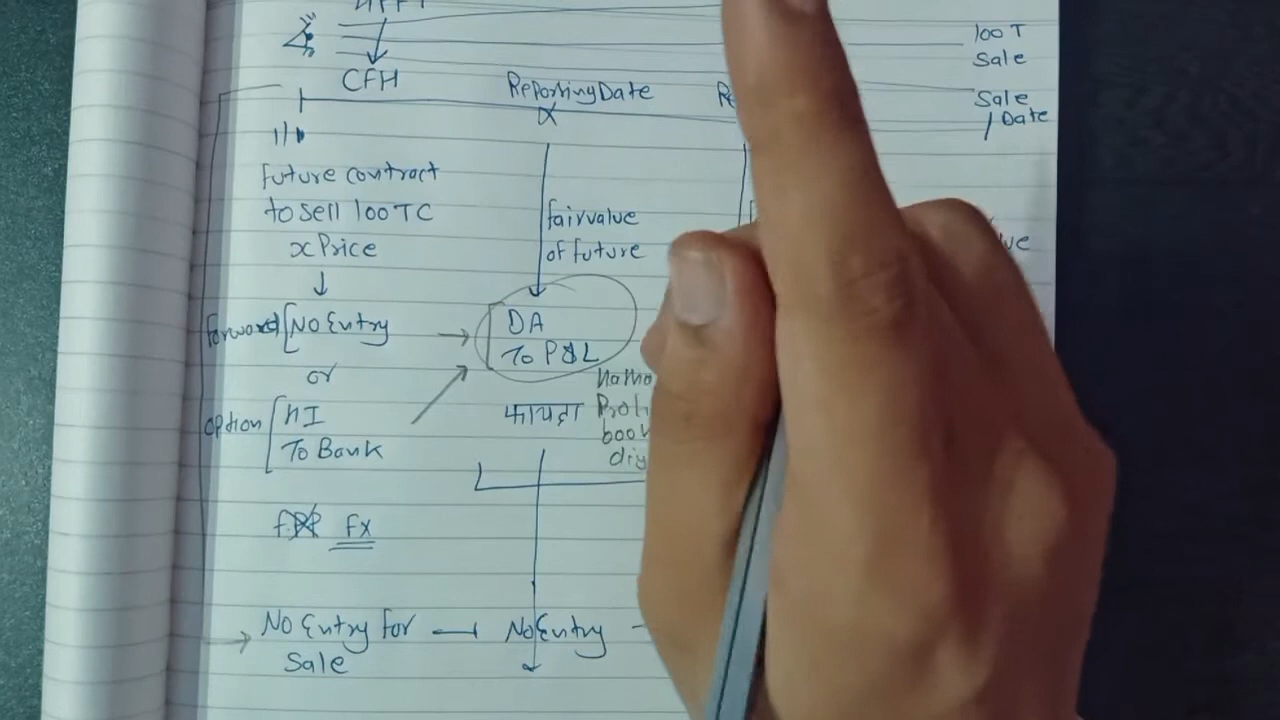 100 T
Sale
CFH
Reporting Date
Sale
Date
Future contract
to sell 100 TC
x Price
fair value
of future
Forward
No Entry
DA
To P&L
or
option
nI
To Bank
फायदा
FX
No Entry for
Sale
No Entry